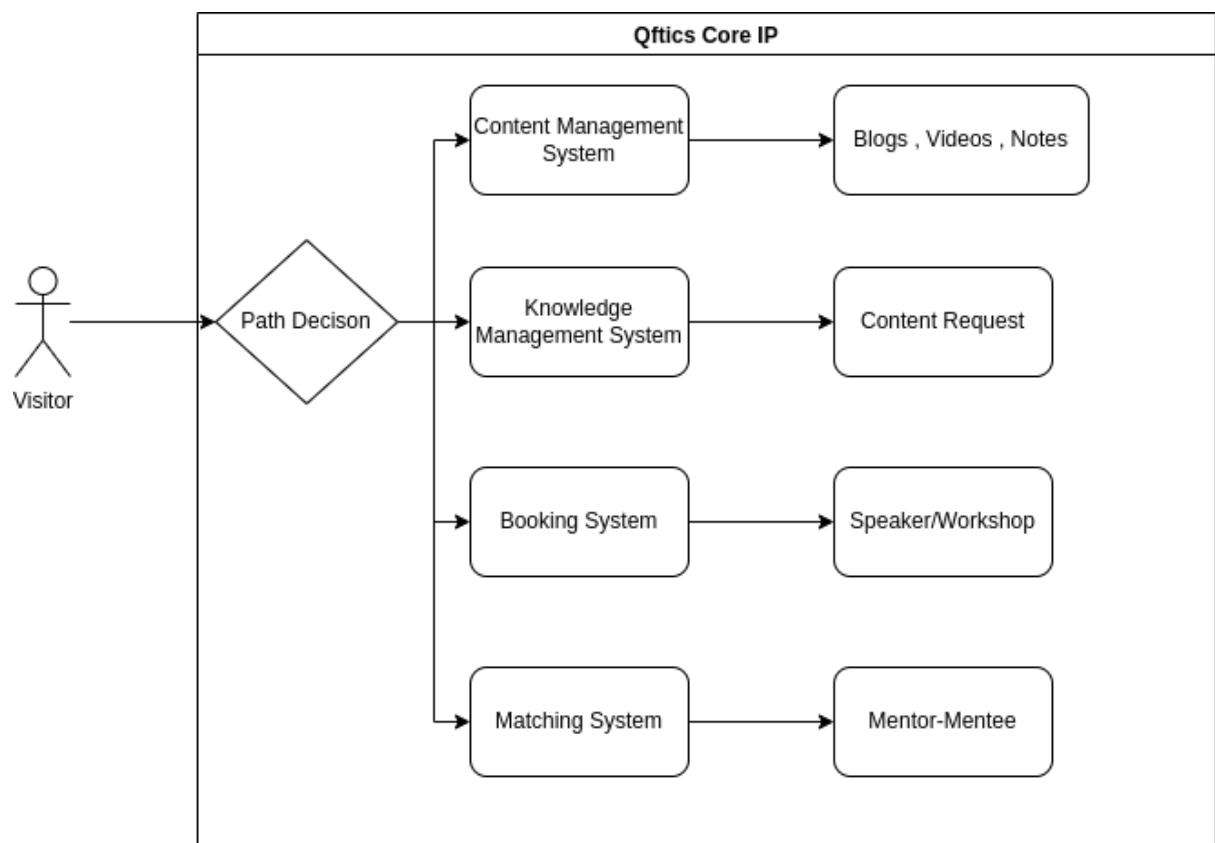 Qftics Core IP
Content Management
System
Blogs , Videos , Notes
Visitor
Path Decison
Knowledge
Management System
Content Request
Booking System
Speaker/Workshop
Matching System
Mentor-Mentee